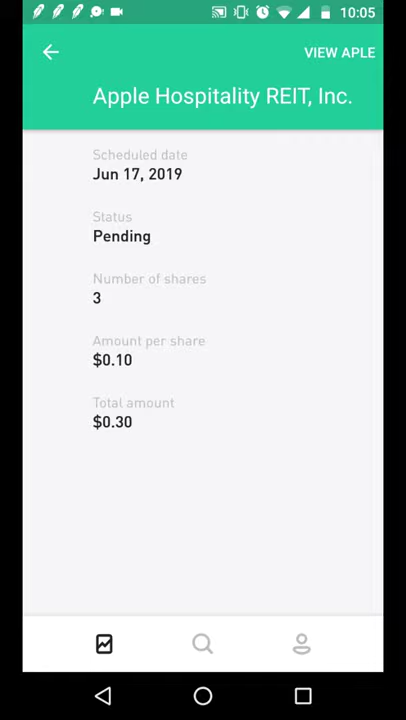 10:05
VIEW APLE
Apple Hospitality REIT, Inc.
Scheduled date
Jun 17, 2019
Status
Pending
Number of shares
3
Amount per share
$0.10
Total amount
$0.30